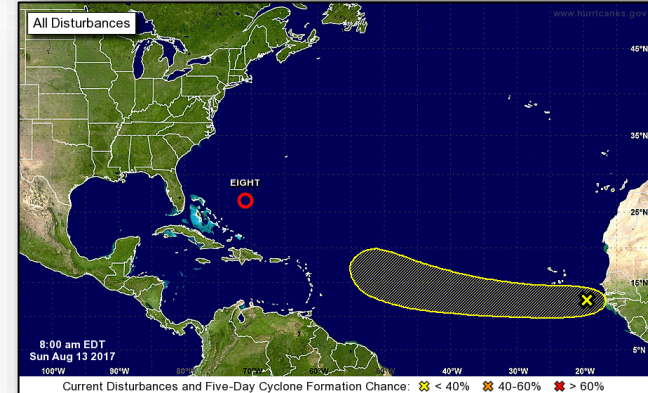 All Disturbances
www.hurricanes.gov
45°N
35°N
EIGHT
25°N
15°N
8:00 am EDT
Sun Aug 13 2017
5°N
100°W 90°W 80°W 70°W 60°W 40°W 30°W 20°W
Current Disturbances and Five-Day Cyclone Formation Chance: < 40% 40-60% > 60%